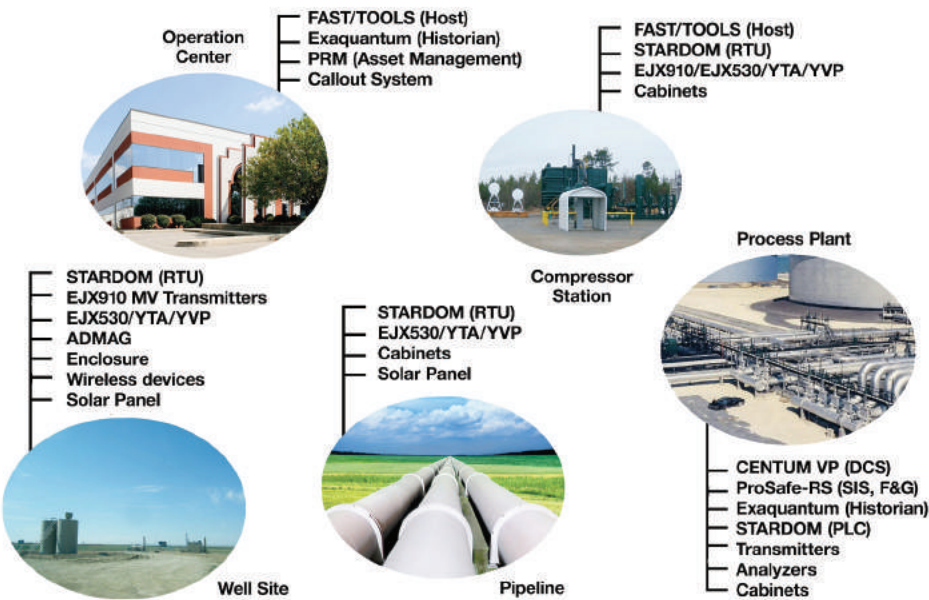 Operation
Center
FAST/TOOLS (Host)
Exaquantum (Historian)
PRM (Asset Management)
Callout System
FAST/TOOLS (Host)
STARDOM (RTU)
EJX910/EJX530/YTA/YVP
Cabinets
Compressor
Station
Process Plant
STARDOM (RTU)
EJX910 MV Transmitters
EJX530/YTA/YVP
ADMAG
Enclosure
Wireless devices
Solar Panel
Well Site
STARDOM (RTU)
EJX530/YTA/YVP
Cabinets
Solar Panel
Pipeline
CENTUM VP (DCS)
ProSafe-RS (SIS, F&G)
Exaquantum (Historian)
STARDOM (PLC)
Transmitters
Analyzers
Cabinets